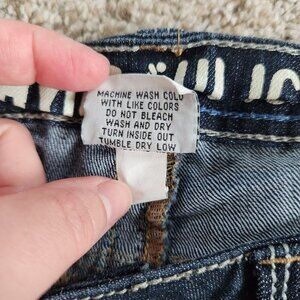 MACHINE WASH COLD
WITH LIKE COLORS
DO NOT BLEACH
WASH AND DRY
TURN INSIDE OUT
TUMBLE DRY LOW